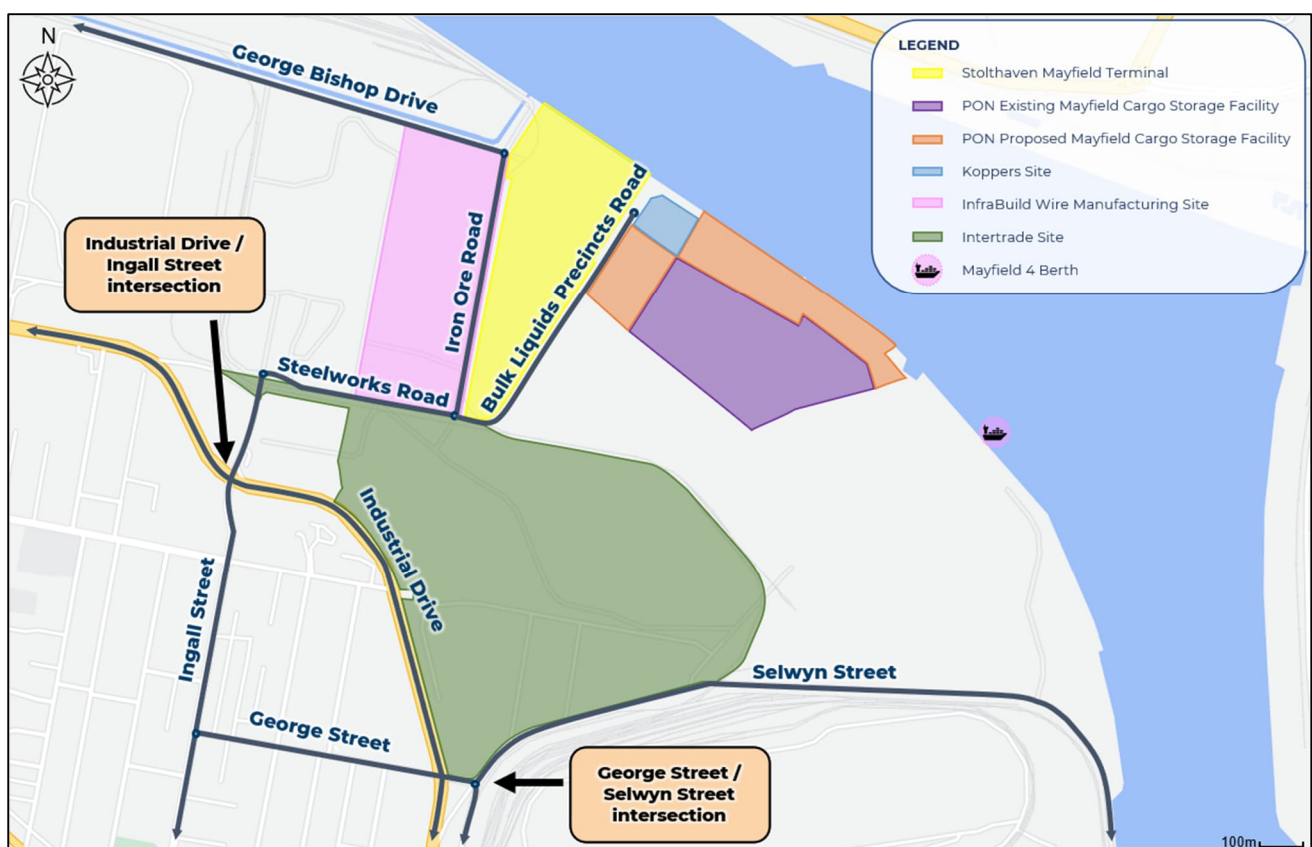 N
George Bishop Drive
LEGEND
Stolthaven Mayfield Terminal
PON Existing Mayfield Cargo Storage Facility
PON Proposed Mayfield Cargo Storage Facility
Koppers Site
InfraBuild Wire Manufacturing Site
Intertrade Site
Mayfield 4 Berth
Industrial Drive /
Ingall Street
intersection
Iron Ore Road
Bulk Liquids Precincts Road
Steelworks Road
Industrial Drive
Ingall Street
Selwyn Street
George Street
George Street /
Selwyn Street
intersection
100m